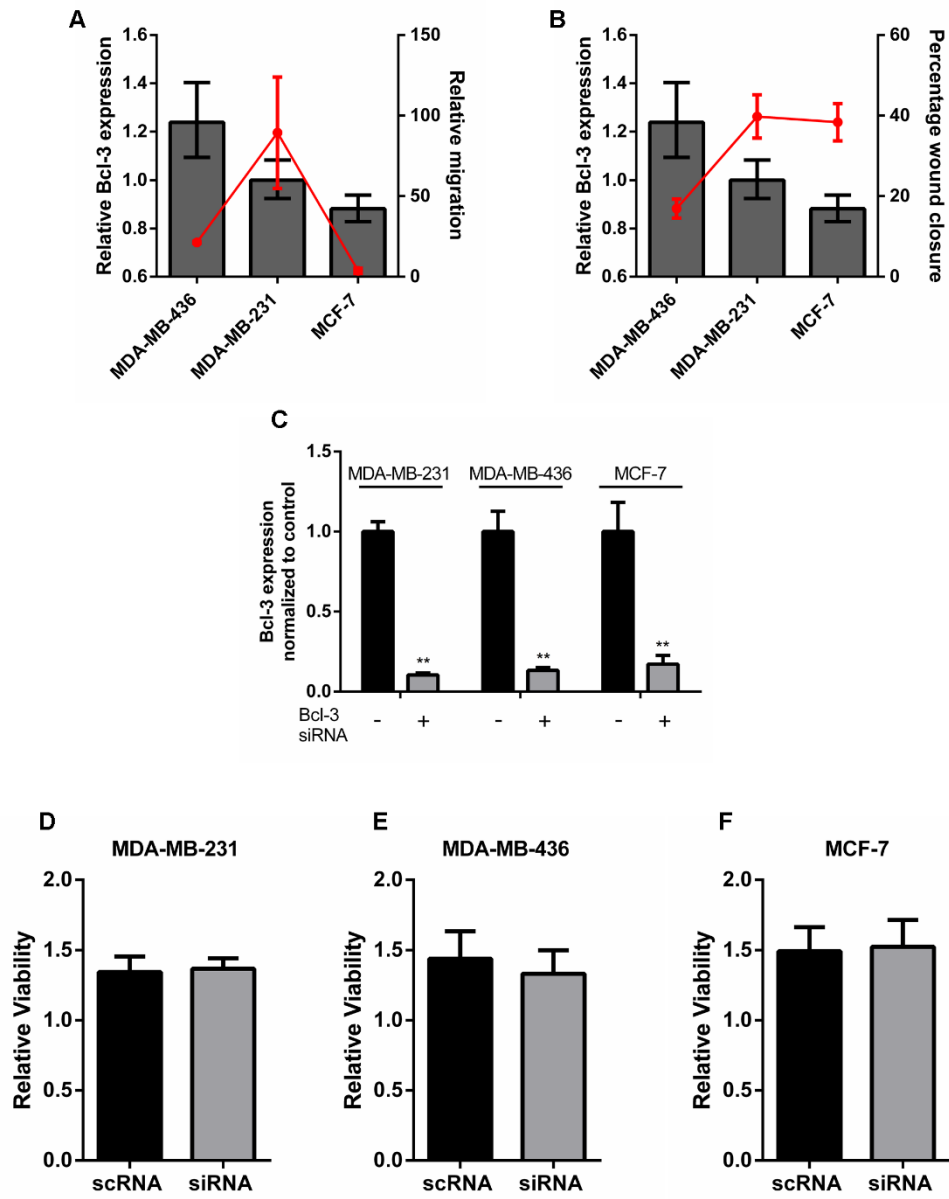 A
Relative Bcl-3 expression
1.6
1.4
1.2
1.0
0.8
0.6
150
100
50
0
Relative migration
MDA-MB-436
MDA-MB-231
MCF-7
B
Relative Bcl-3 expression
1.6
1.4
1.2
1.0
0.8
0.6
60
40
20
0
Percentage wound closure
MDA-MB-436
MDA-MB-231
MCF-7
C
Bcl-3 expression
normalized to control
1.5
1.0
0.5
0.0
MDA-MB-231
MDA-MB-436
MCF-7
**
**
**
Bcl-3
siRNA
- + - + - +
D
MDA-MB-231
Relative Viability
2.0
1.5
1.0
0.5
0.0
scRNA siRNA
E
MDA-MB-436
Relative Viability
2.0
1.5
1.0
0.5
0.0
scRNA siRNA
F
MCF-7
Relative Viability
2.0
1.5
1.0
0.5
0.0
scRNA siRNA